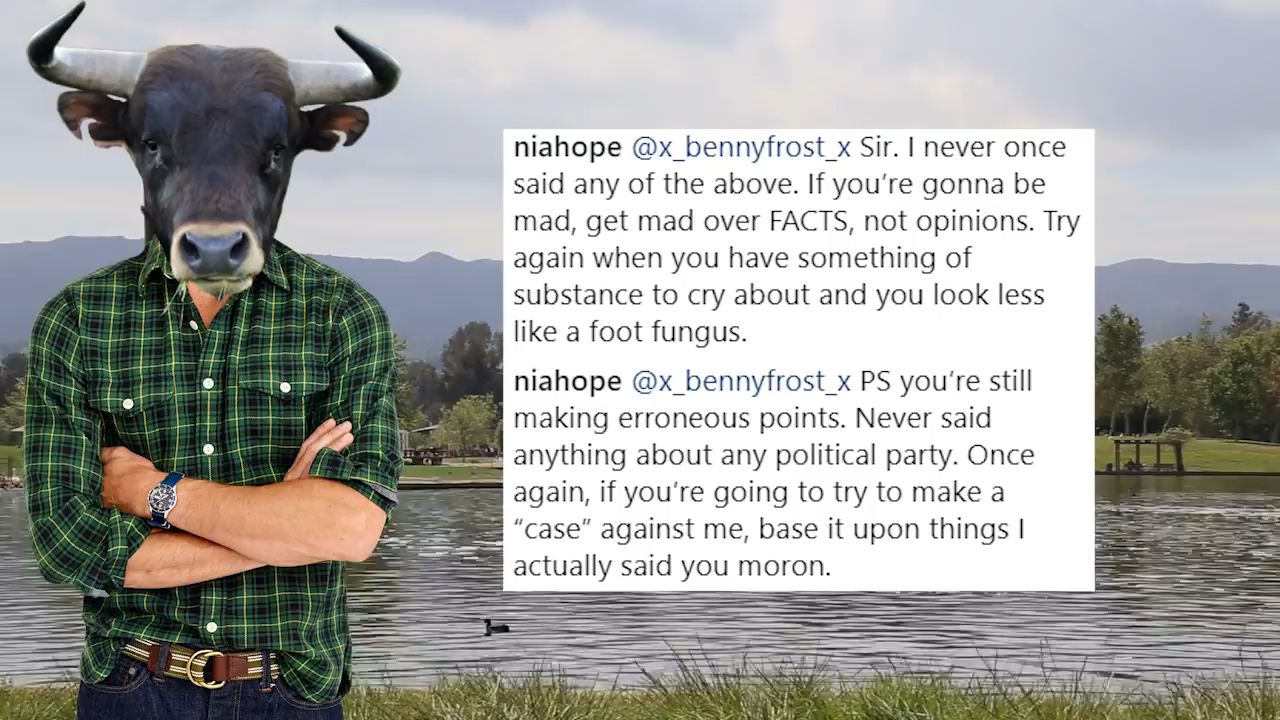 niahope @x_bennyfrost_x Sir. I never once
said any of the above. If you’re gonna be
mad, get mad over FACTS, not opinions. Try
again when you have something of
substance to cry about and you look less
like a foot fungus.
niahope @x_bennyfrost_x PS you’re still
making erroneous points. Never said
anything about any political party. Once
again, if you’re going to try to make a
“case” against me, base it upon things I
actually said you moron.